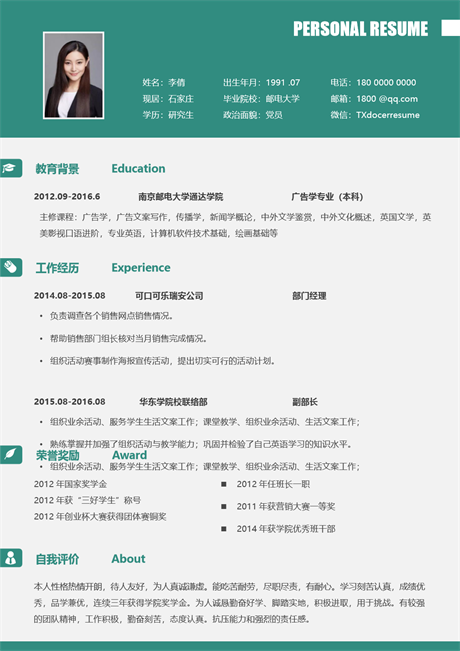 PERSONAL RESUME
姓名：李倩 出生年月：1991 .07 电话：180 0000 0000
现居：石家庄 毕业院校：邮电大学 邮箱：1800 @qq.com
学历：研究生 政治面貌：党员 微信：TXdocerresume
教育背景 Education
2012.09-2016.6 南京邮电大学通达学院 广告学专业（本科）
主修课程：广告学，广告文案写作，传播学，新闻学概论，中外文学鉴赏，中外文化概述，英国文学，英
美影视口语进阶，专业英语，计算机软件技术基础，绘画基础等
工作经历 Experience
2014.08-2015.08 可口可乐瑞安公司 部门经理
• 负责调查各个销售网点销售情况。
• 帮助销售部门组长核对当月销售完成情况。
• 组织活动赛事制作海报宣传活动，提出切实可行的活动计划。
2015.08-2016.08 华东学院校联络部 副部长
• 组织业余活动、服务学生生活文案工作；课堂教学、组织业余活动、生活文案工作；
• 熟练掌握并加强了组织活动与教学能力；巩固并检验了自己英语学习的知识水平。
荣誉奖励 Award
• 组织业余活动、服务学生生活文案工作；课堂教学、组织业余活动、生活文案工作；
2012 年国家奖学金
2012 年获“三好学生”称号
2012 年创业杯大赛获得团体赛铜奖
■ 2012 年任班长一职
■ 2011 年获营销大赛一等奖
■ 2014 年获学院优秀班干部
自我评价 About
本人性格热情开朗，待人友好，为人真诚谦虚。能吃苦耐劳，尽职尽责，有耐心。学习刻苦认真，成绩优
秀，品学兼优，连续三年获得学院奖学金。为人诚恳勤奋好学、脚踏实地，积极进取，用于挑战。有较强
的团队精神，工作积极，勤奋刻苦，态度认真。抗压能力和强烈的责任感。